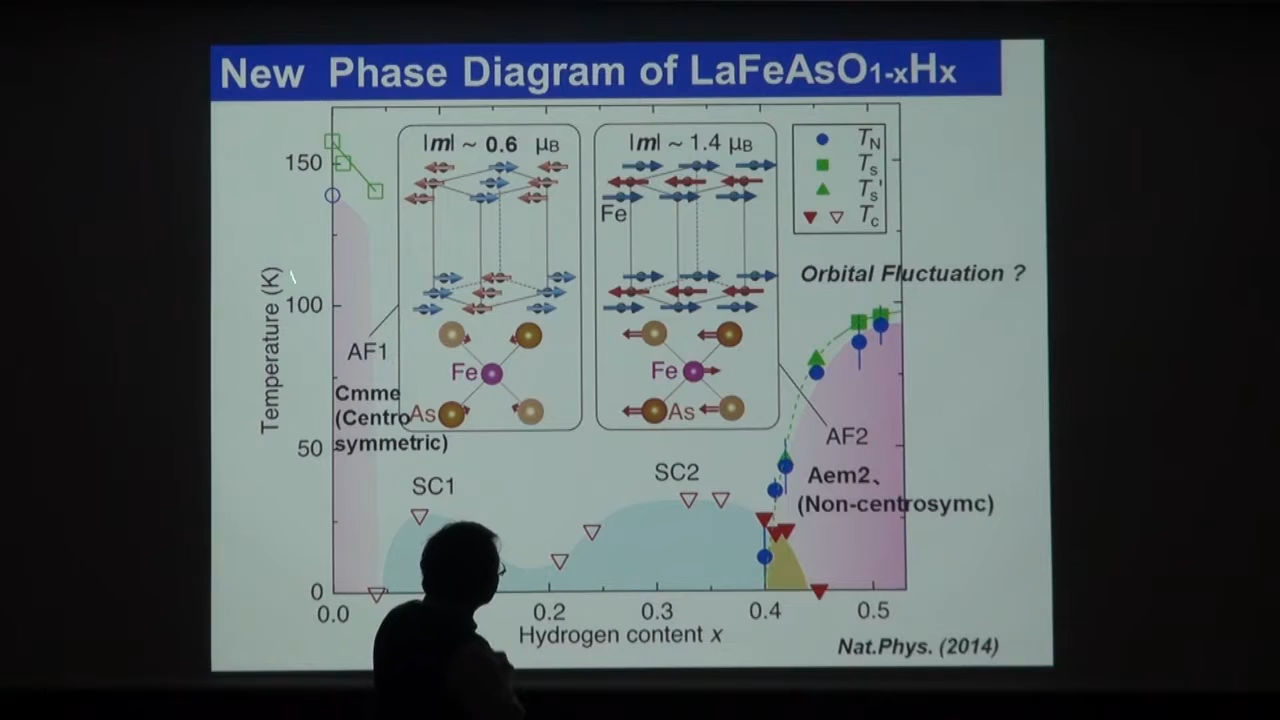 New Phase Diagram of LaFeAsO1-xHx
|m| ~ 0.6 μB
|m| ~ 1.4 μB
TN
Ts
Ts'
Tc
Fe
Orbital Fluctuation ?
150
100
50
0
Temperature (K)
AF1
Cmme
(Centro
symmetric)
Fe
As
Fe
As
AF2
Aem2、
(Non-centrosymc)
SC1
SC2
0.0
0.2
0.3
0.4
0.5
Hydrogen content x
Nat.Phys. (2014)